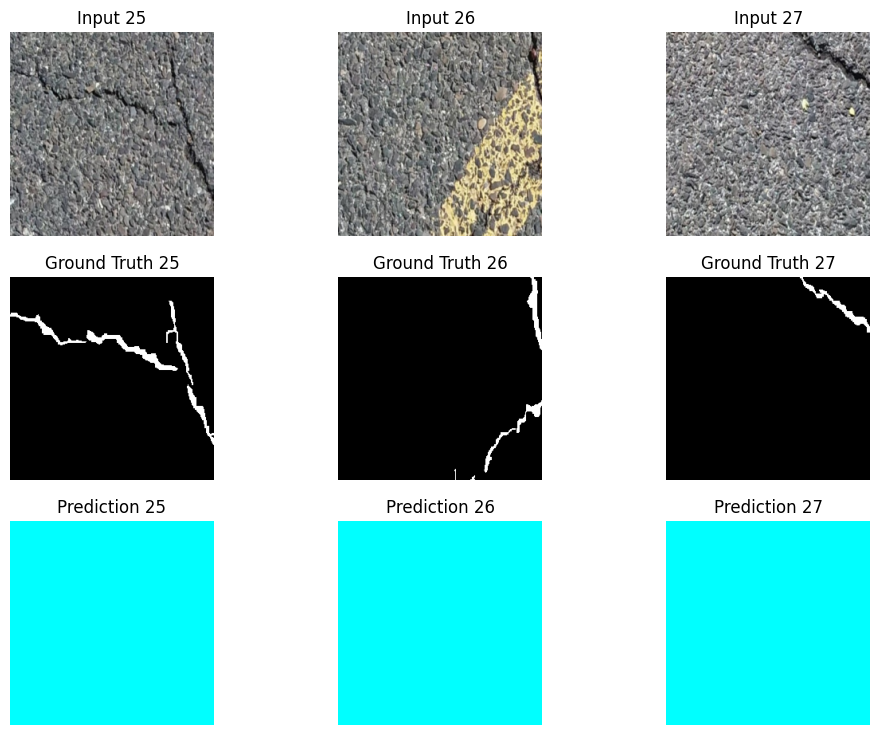 Input 25
Input 26
Input 27
Ground Truth 25
Ground Truth 26
Ground Truth 27
Prediction 25
Prediction 26
Prediction 27